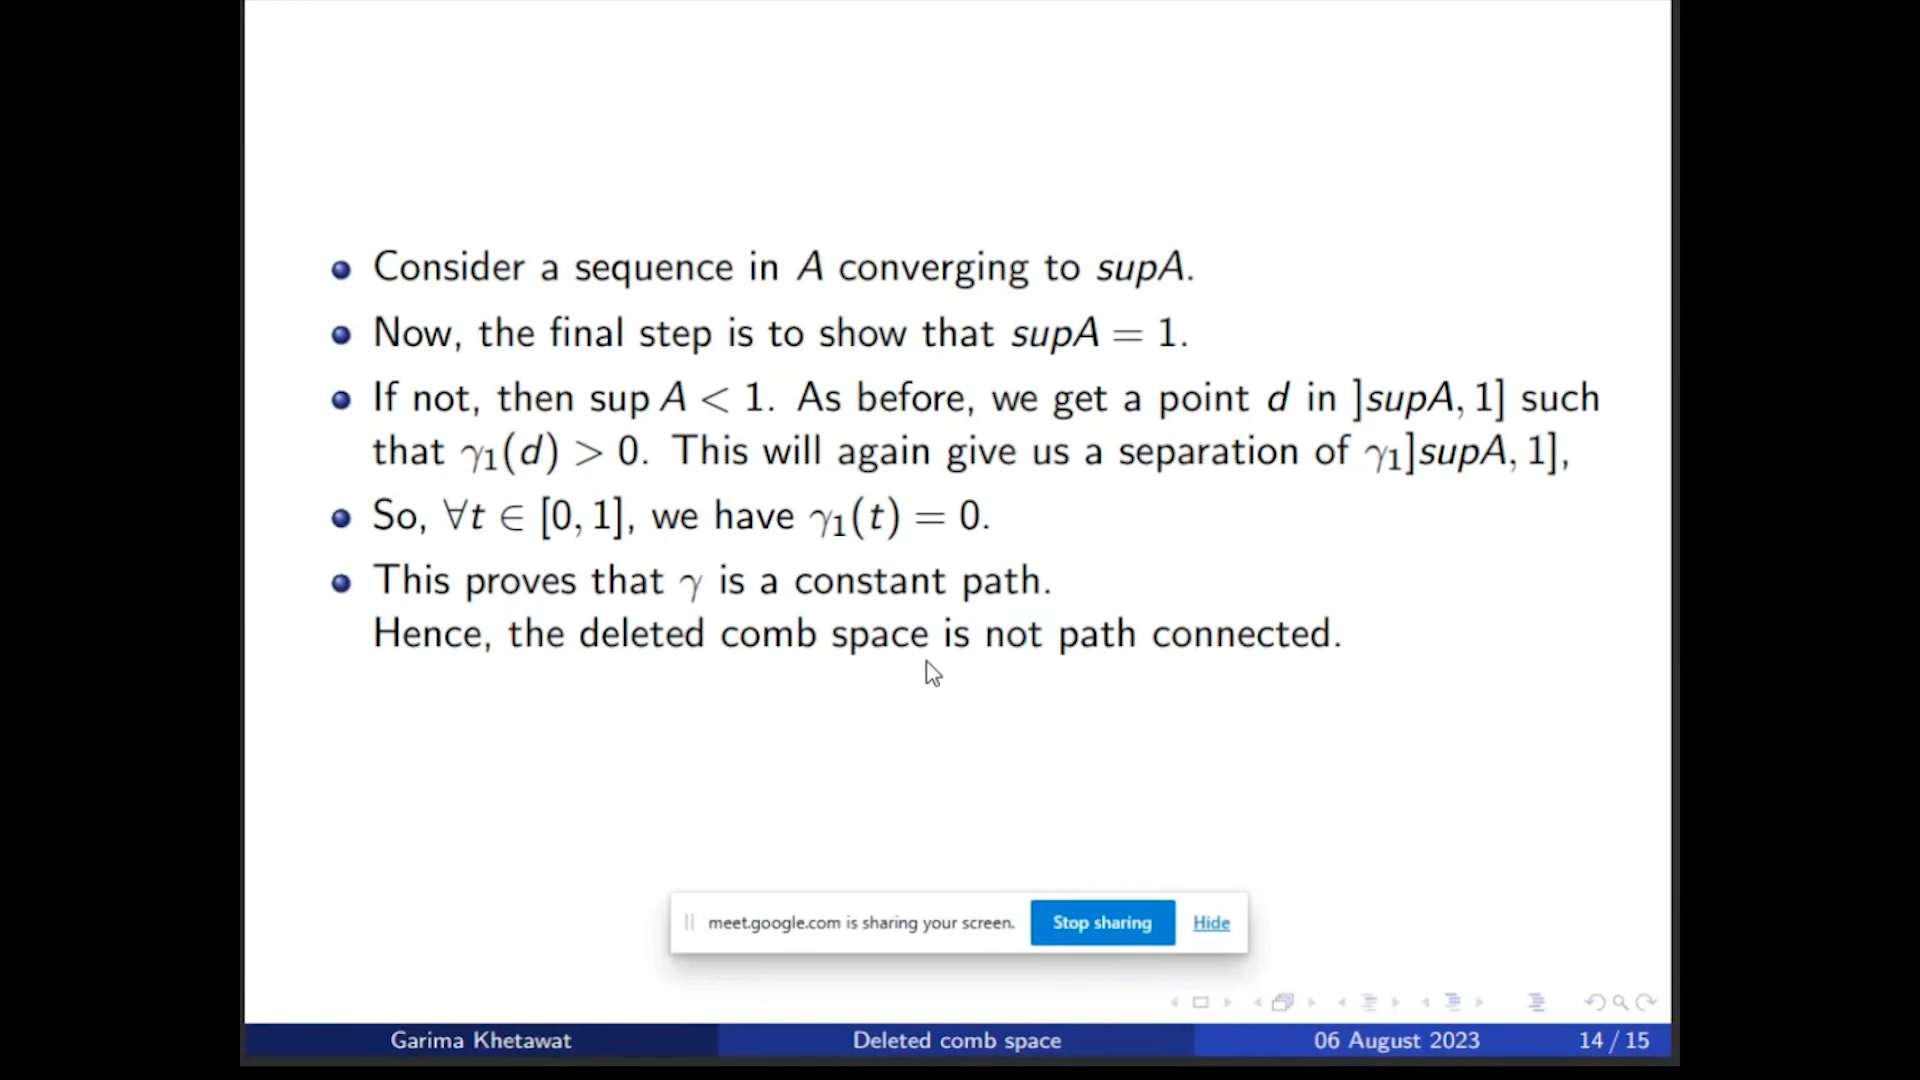 Consider a sequence in A converging to supA.
Now, the final step is to show that supA = 1.
If not, then sup A < 1. As before, we get a point d in ]supA, 1] such
that γ₁(d) > 0. This will again give us a separation of γ₁]supA, 1],
So, ∀t ∈ [0, 1], we have γ₁(t) = 0.
This proves that γ is a constant path.
Hence, the deleted comb space is not path connected.
meet.google.com is sharing your screen. Stop sharing Hide
Garima Khetawat Deleted comb space 06 August 2023 14 / 15